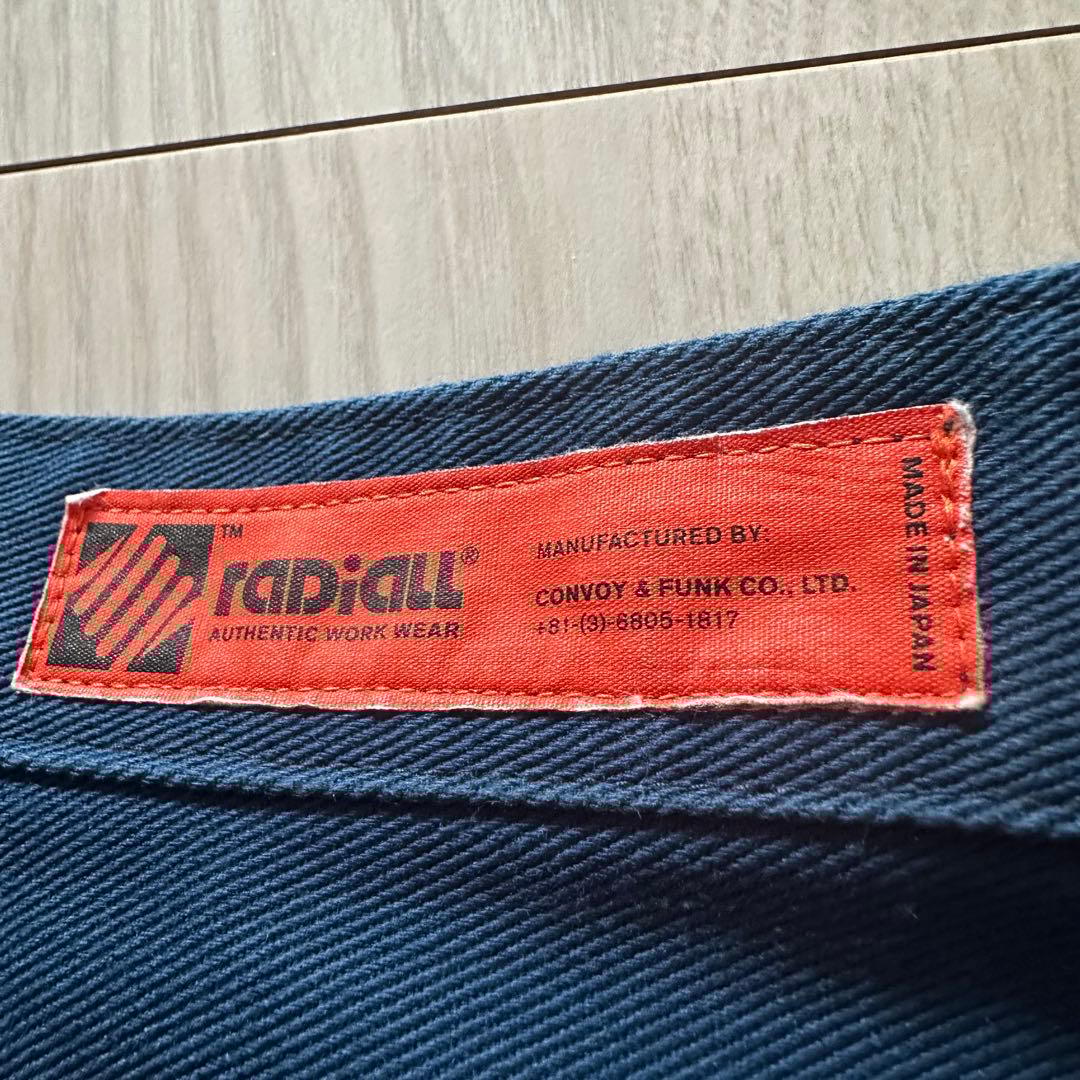 raDiaLL®
™
AUTHENTIC WORK WEAR
MANUFACTURED BY:
CONVOY & FUNK CO., LTD.
+81-(3)-6805-1817
MADE IN JAPAN